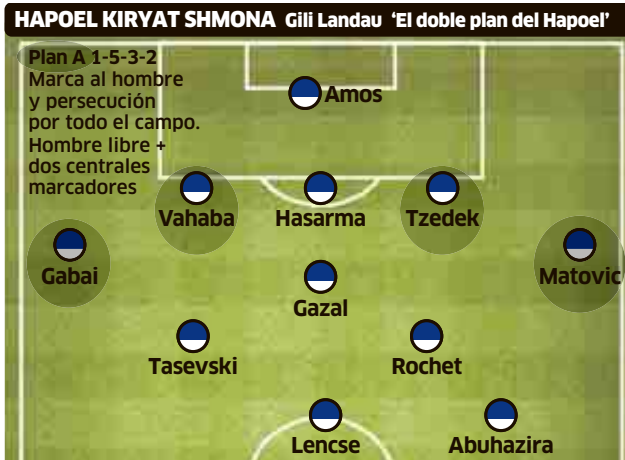 HAPOEL KIRYAT SHMONA Gili Landau ‘El doble plan del Hapoel’
Plan A 1-5-3-2
Marca al hombre
y persecución
por todo el campo.
Hombre libre +
dos centrales
marcadores
Amos
Vahaba Hasarma Tzedek
Gabai Matovic
Gazal
Tasevski Rochet
Lencse Abuhazira